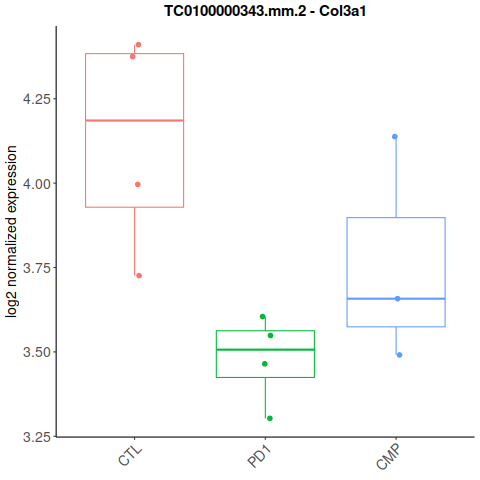 TC0100000343.mm.2 - Col3a1
log2 normalized expression
4.25
4.00
3.75
3.50
3.25
CTL
PD1
CMP